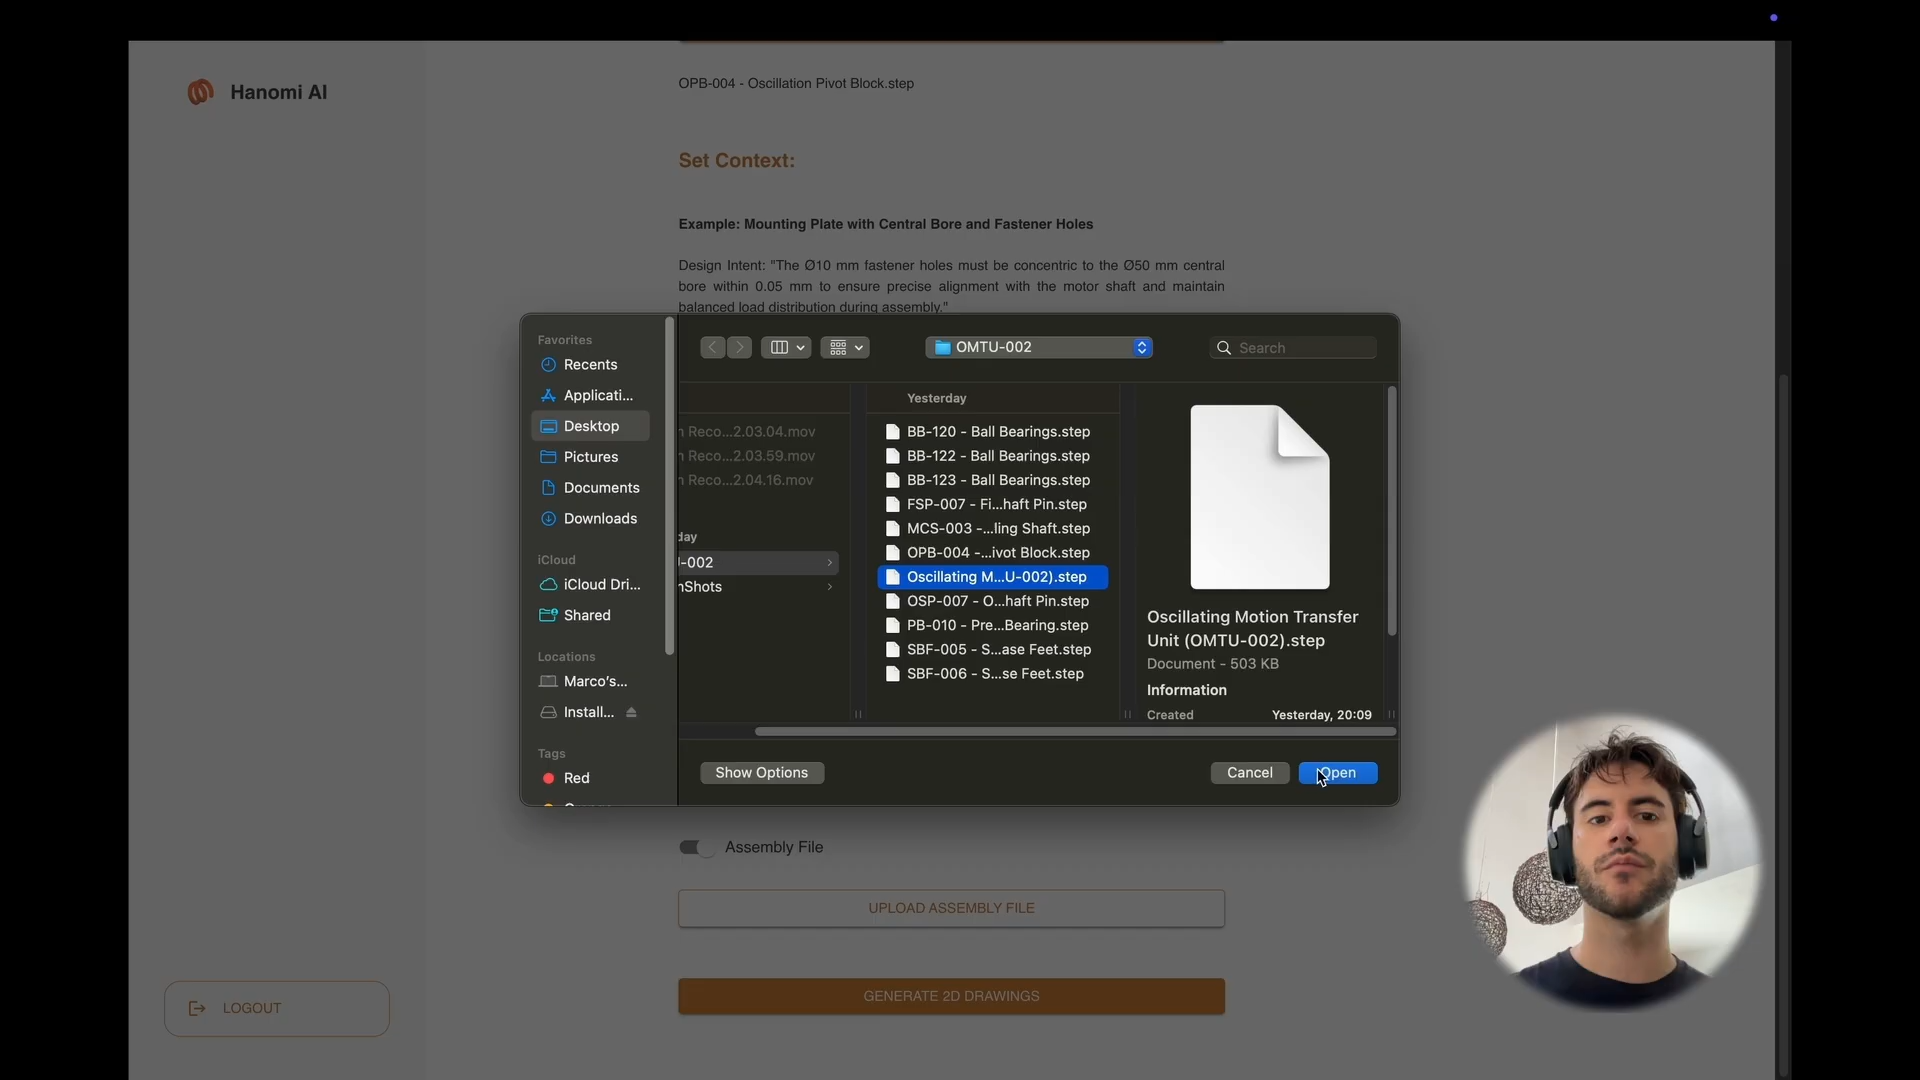 Hanomi AI
OPB-004 - Oscillation Pivot Block.step
Set Context:
Example: Mounting Plate with Central Bore and Fastener Holes
Design Intent: "The Ø10 mm fastener holes must be concentric to the Ø50 mm central
bore within 0.05 mm to ensure precise alignment with the motor shaft and maintain
balanced load distribution during assembly."
Favorites
Recents
Applicati...
Desktop
Pictures
Documents
Downloads
iCloud
iCloud Dri...
Shared
Locations
Marco's...
Install...
Tags
Red
OMTU-002
Search
Reco...2.03.04.mov
Reco...2.03.59.mov
Reco...2.04.16.mov
day
-002
nShots
Yesterday
BB-120 - Ball Bearings.step
BB-122 - Ball Bearings.step
BB-123 - Ball Bearings.step
FSP-007 - Fi...haft Pin.step
MCS-003 -...ling Shaft.step
OPB-004 -...ivot Block.step
Oscillating M...U-002).step
OSP-007 - O...haft Pin.step
PB-010 - Pre...Bearing.step
SBF-005 - S...ase Feet.step
SBF-006 - S...se Feet.step
Oscillating Motion Transfer
Unit (OMTU-002).step
Document - 503 KB
Information
Created Yesterday, 20:09
Show Options
Cancel
Open
Assembly File
UPLOAD ASSEMBLY FILE
GENERATE 2D DRAWINGS
LOGOUT